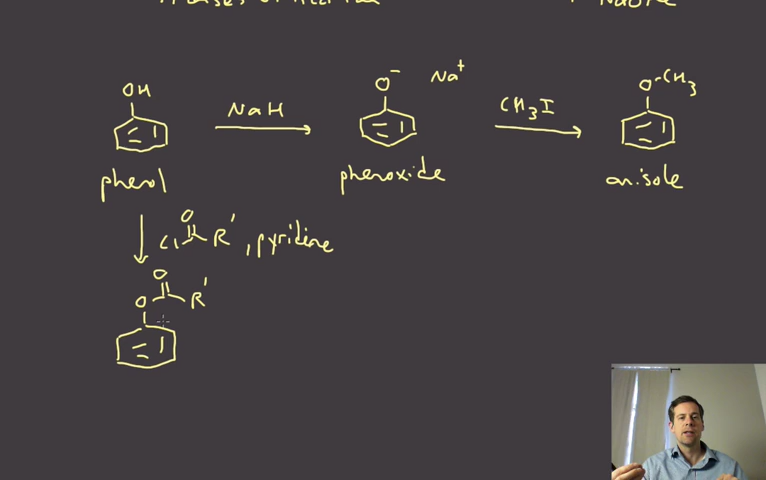 OH
NaH
O⁻ Na⁺
CH₃I
O-CH₃
phenol
phenoxide
anisole
O
Cl R' , pyridine
O
O R'